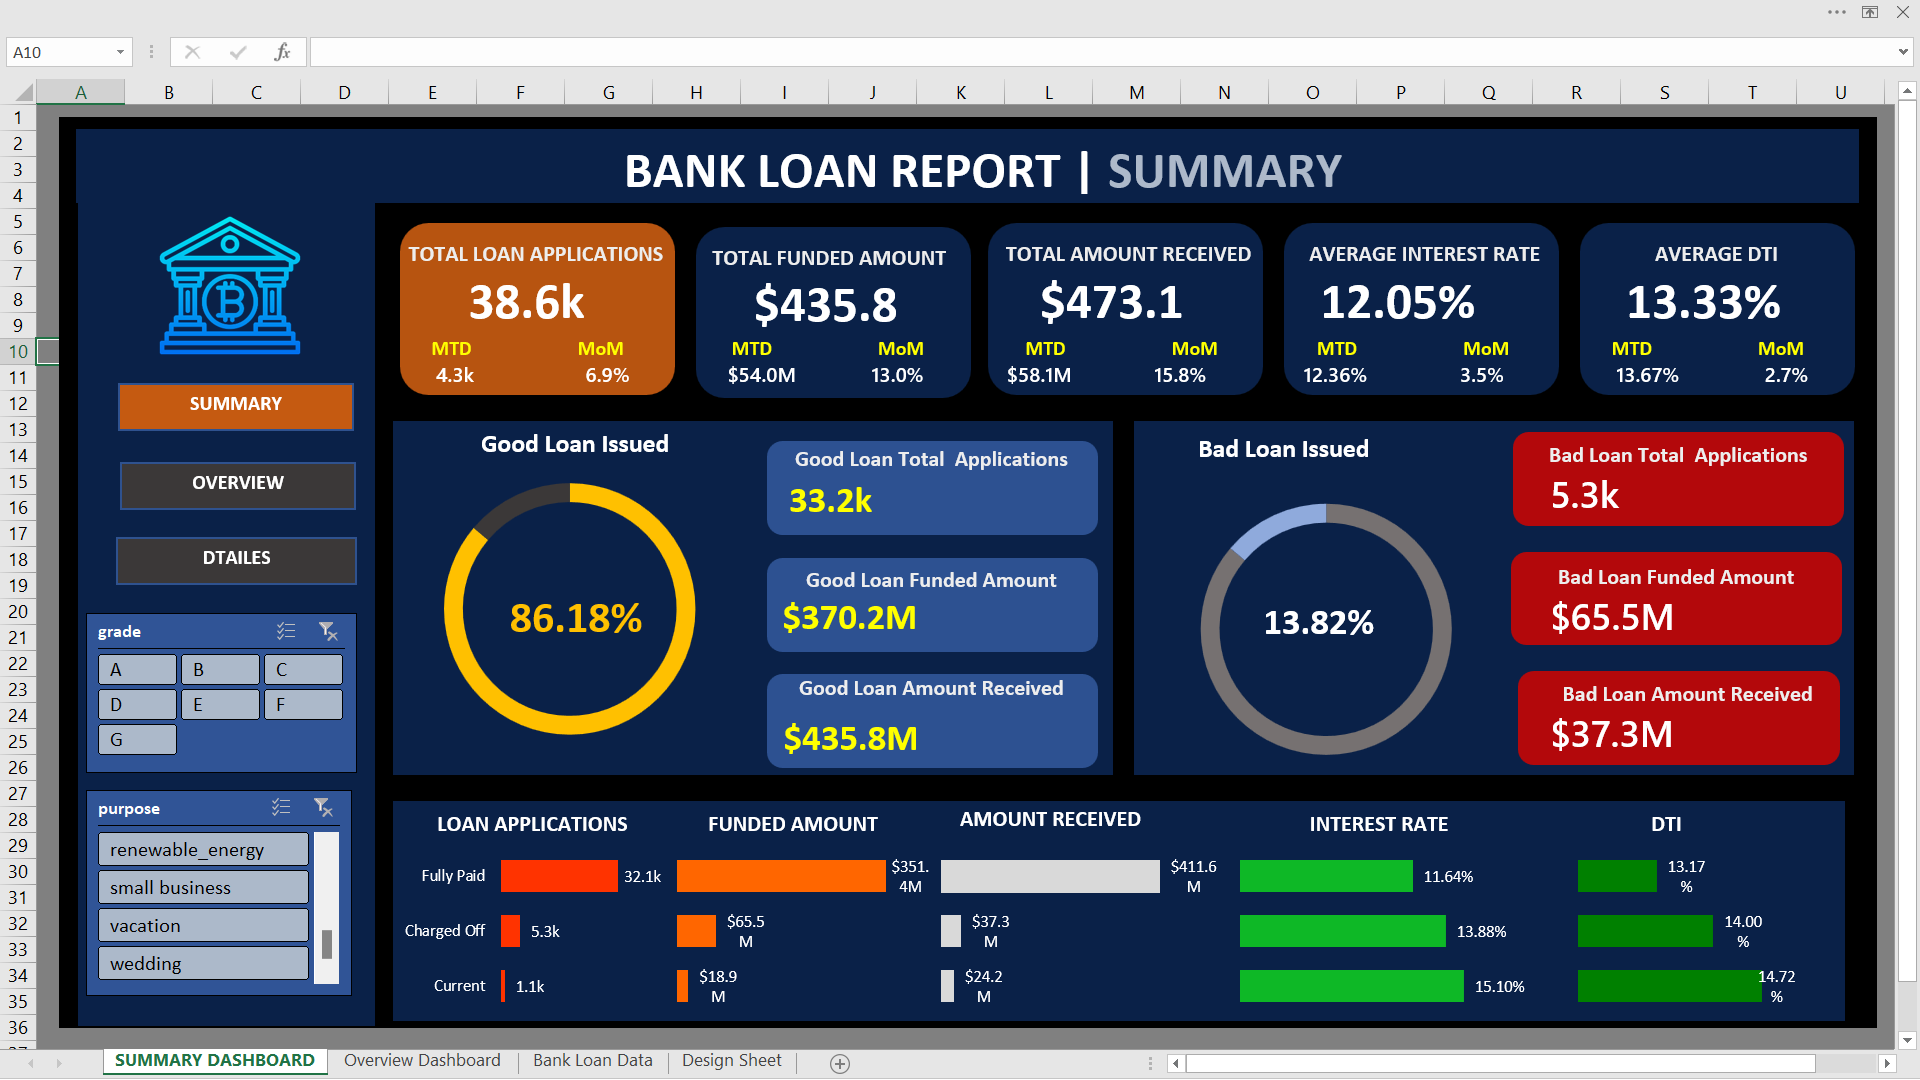 A10
fx
A B C D E F G H I J K L M N O P Q R S T U
1
2
3
4
5
6
7
8
9
10
11
12
13
14
15
16
17
18
19
20
21
22
23
24
25
26
27
28
29
30
31
32
33
34
35
36
BANK LOAN REPORT | SUMMARY
SUMMARY
OVERVIEW
DTAILES
grade
A B C
D E F
G
purpose
renewable_energy
small business
vacation
wedding
TOTAL LOAN APPLICATIONS
38.6k
MTD MoM
4.3k 6.9%
TOTAL FUNDED AMOUNT
$435.8
MTD MoM
$54.0M 13.0%
TOTAL AMOUNT RECEIVED
$473.1
MTD MoM
$58.1M 15.8%
AVERAGE INTEREST RATE
12.05%
MTD MoM
12.36% 3.5%
AVERAGE DTI
13.33%
MTD MoM
13.67% 2.7%
Good Loan Issued
86.18%
Good Loan Total  Applications
33.2k
Good Loan Funded Amount
$370.2M
Good Loan Amount Received
$435.8M
Bad Loan Issued
13.82%
Bad Loan Total  Applications
5.3k
Bad Loan Funded Amount
$65.5M
Bad Loan Amount Received
$37.3M
LOAN APPLICATIONS
Fully Paid 32.1k
Charged Off 5.3k
Current 1.1k
FUNDED AMOUNT
$351.
4M
$65.5
M
$18.9
M
AMOUNT RECEIVED
$411.6
M
$37.3
M
$24.2
M
INTEREST RATE
11.64%
13.88%
15.10%
DTI
13.17
%
14.00
%
14.72
%
SUMMARY DASHBOARD Overview Dashboard Bank Loan Data Design Sheet